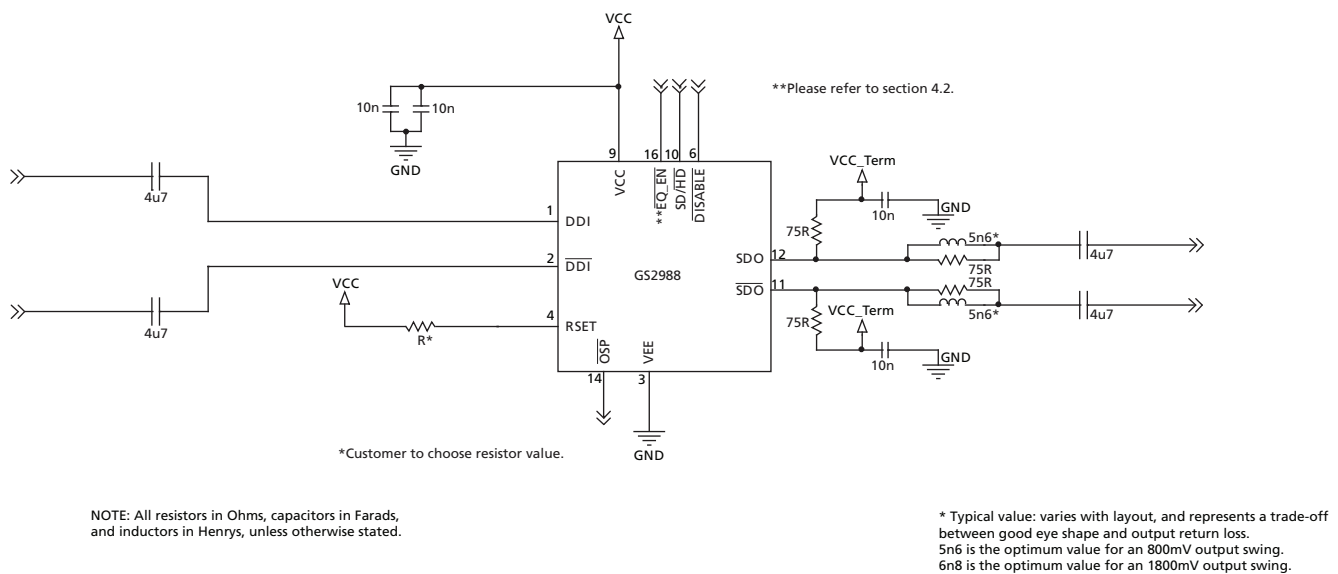 VCC
**Please refer to section 4.2.
10n
10n
GND
9
16
10
6
VCC
**EQ_EN
SD/HD
DISABLE
VCC_Term
GND
10n
75R
4u7
1
DDI
2
DDI
4u7
VCC
R*
4
RSET
GS2988
SDO
12
5n6*
75R
4u7
SDO
11
75R
5n6*
4u7
75R
VCC_Term
GND
10n
OSP
VEE
14
3
GND
*Customer to choose resistor value.
NOTE: All resistors in Ohms, capacitors in Farads,
and inductors in Henrys, unless otherwise stated.
* Typical value: varies with layout, and represents a trade-off
between good eye shape and output return loss.
5n6 is the optimum value for an 800mV output swing.
6n8 is the optimum value for an 1800mV output swing.